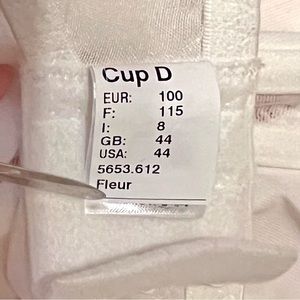 Cup D
EUR: 100
F: 115
I: 8
GB: 44
USA: 44
5653.612
Fleur